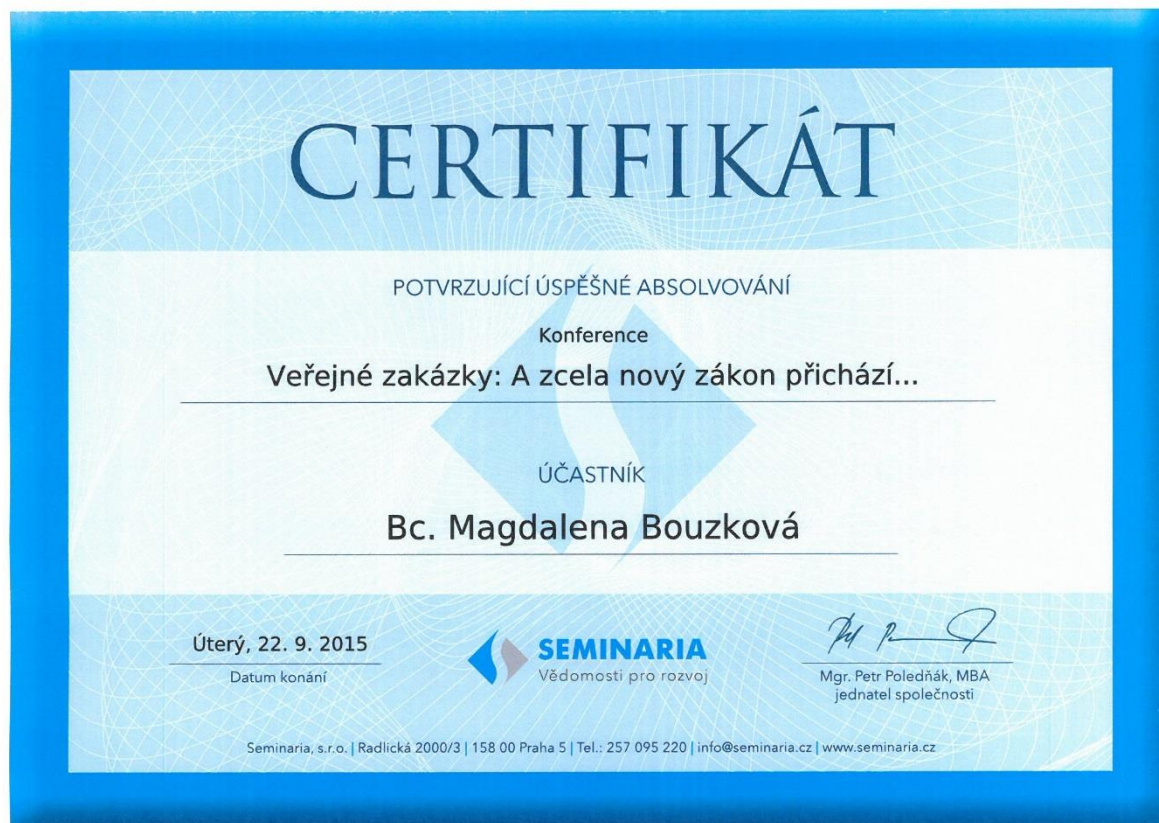 CERTIFIKÁT
POTVRZUJÍCÍ ÚSPĚŠNÉ ABSOLVOVÁNÍ
Konference
Veřejné zakázky: A zcela nový zákon přichází...
ÚČASTNÍK
Bc. Magdalena Bouzková
Úterý, 22. 9. 2015
Datum konání
SEMINARIA
Vědomosti pro rozvoj
Mgr. Petr Poledňák, MBA
jednatel společnosti
Seminaria, s.r.o. | Radlická 2000/3 | 158 00 Praha 5 | Tel.: 257 095 220 | info@seminaria.cz | www.seminaria.cz